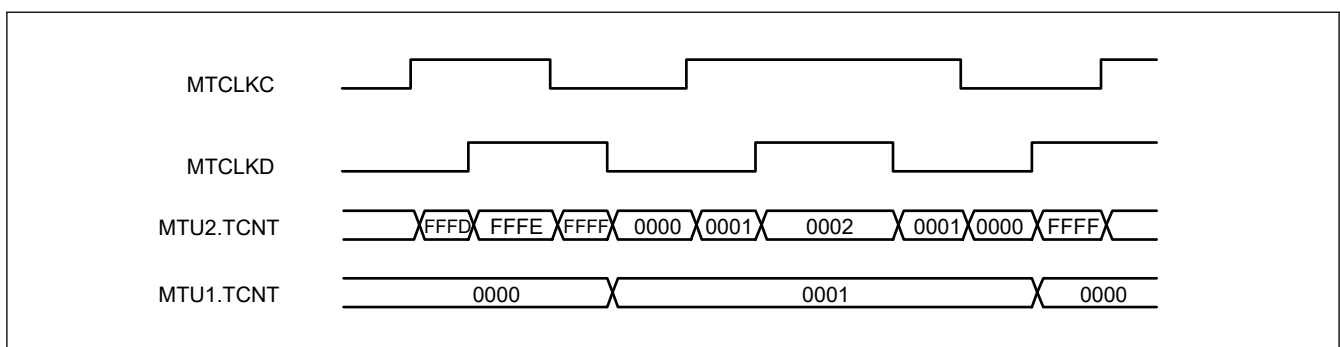 MTCLKC
MTCLKD
MTU2.TCNT FFFD FFFE FFFF 0000 0001 0002 0001 0000 FFFF
MTU1.TCNT 0000 0001 0000